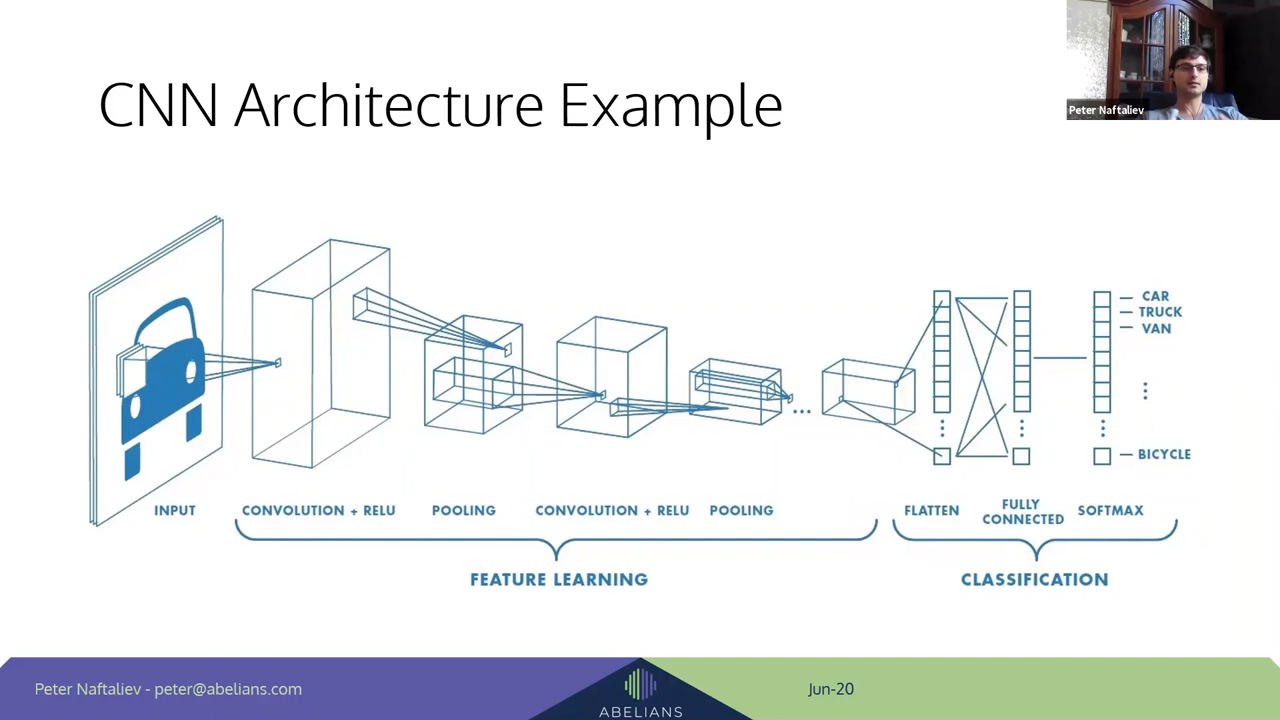 CNN Architecture Example
Peter Naftaliev
CAR
TRUCK
VAN
BICYCLE
INPUT
CONVOLUTION + RELU
POOLING
CONVOLUTION + RELU
POOLING
FLATTEN
FULLY
CONNECTED
SOFTMAX
FEATURE LEARNING
CLASSIFICATION
Peter Naftaliev - peter@abelians.com
ABELIANS
Jun-20